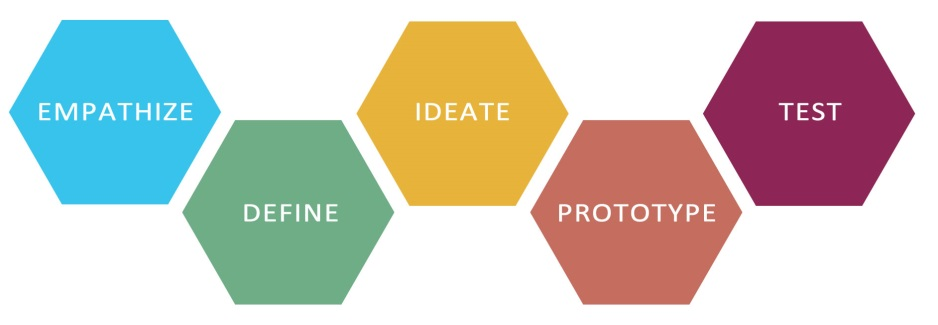 EMPATHIZE
DEFINE
IDEATE
PROTOTYPE
TEST